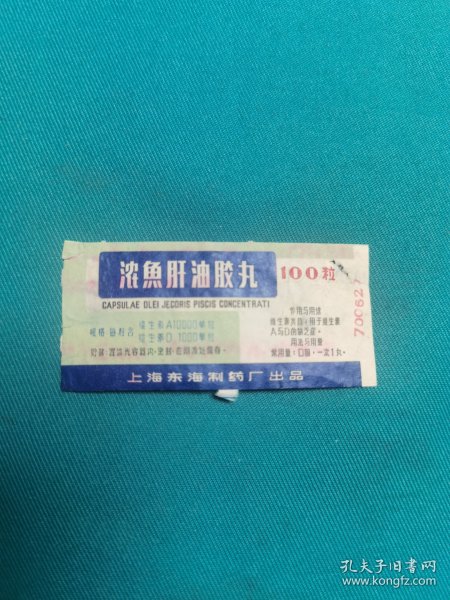 浓魚肝油胶丸
100粒
CAPSULAE OLEI JECORIS PISCIS CONCENTRATI
规格:每粒含 维生素A10000单位
维生素D 1000单位
贮藏:置遮光容器内,密封,在阴凉处保存。
作用与用途
维生素类药,用于维生素
A与D的缺乏症。
用法与用量
常用量:口服,一次1丸。
700627
上海东海制药厂出品
孔夫子旧书网
www.kongfz.com